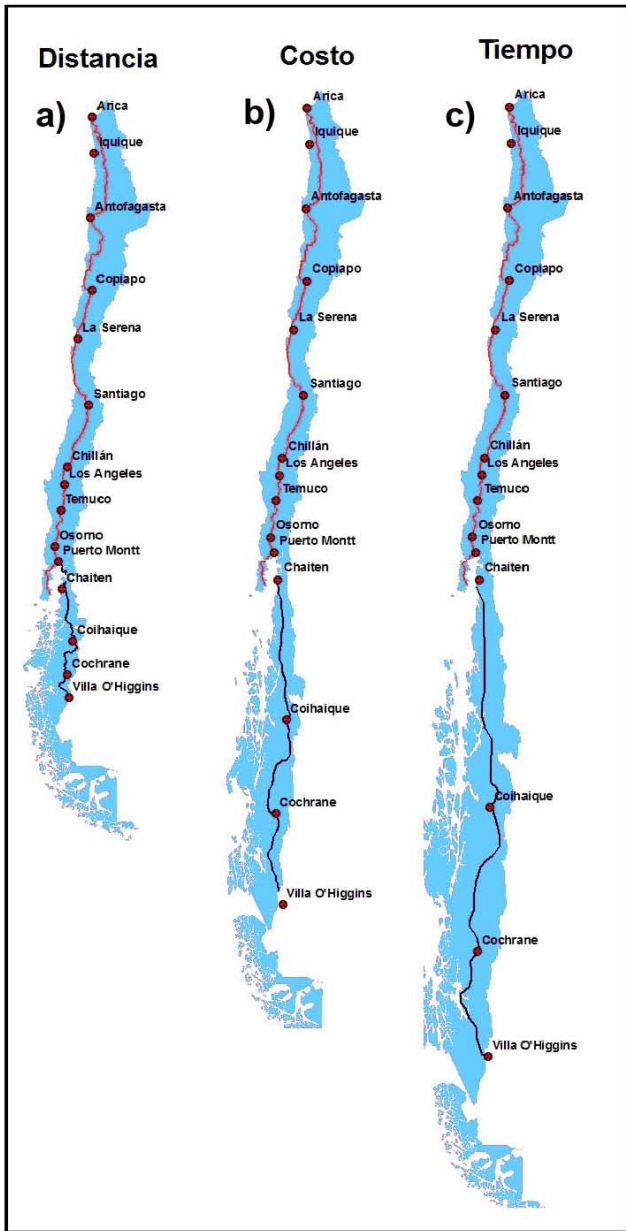 Distancia
a)
Arica
Iquique
Antofagasta
Copiapo
La Serena
Santiago
Chillán
Los Angeles
Temuco
Osorno
Puerto Montt
Chaiten
Coihaique
Cochrane
Villa O'Higgins
Costo
b)
Arica
Iquique
Antofagasta
Copiapo
La Serena
Santiago
Chillán
Los Angeles
Temuco
Osorno
Puerto Montt
Chaiten
Coihaique
Cochrane
Villa O'Higgins
Tiempo
c)
Arica
Iquique
Antofagasta
Copiapo
La Serena
Santiago
Chillán
Los Angeles
Temuco
Osorno
Puerto Montt
Chaiten
Coihaique
Cochrane
Villa O'Higgins